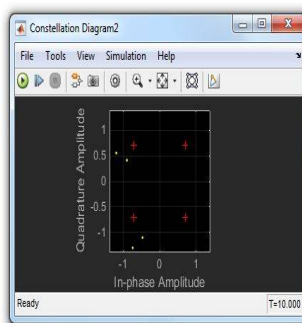 Constellation Diagram2
File Tools View Simulation Help
Quadrature Amplitude
1
0.5
0
-0.5
-1
-1 0 1
In-phase Amplitude
Ready T=10.000